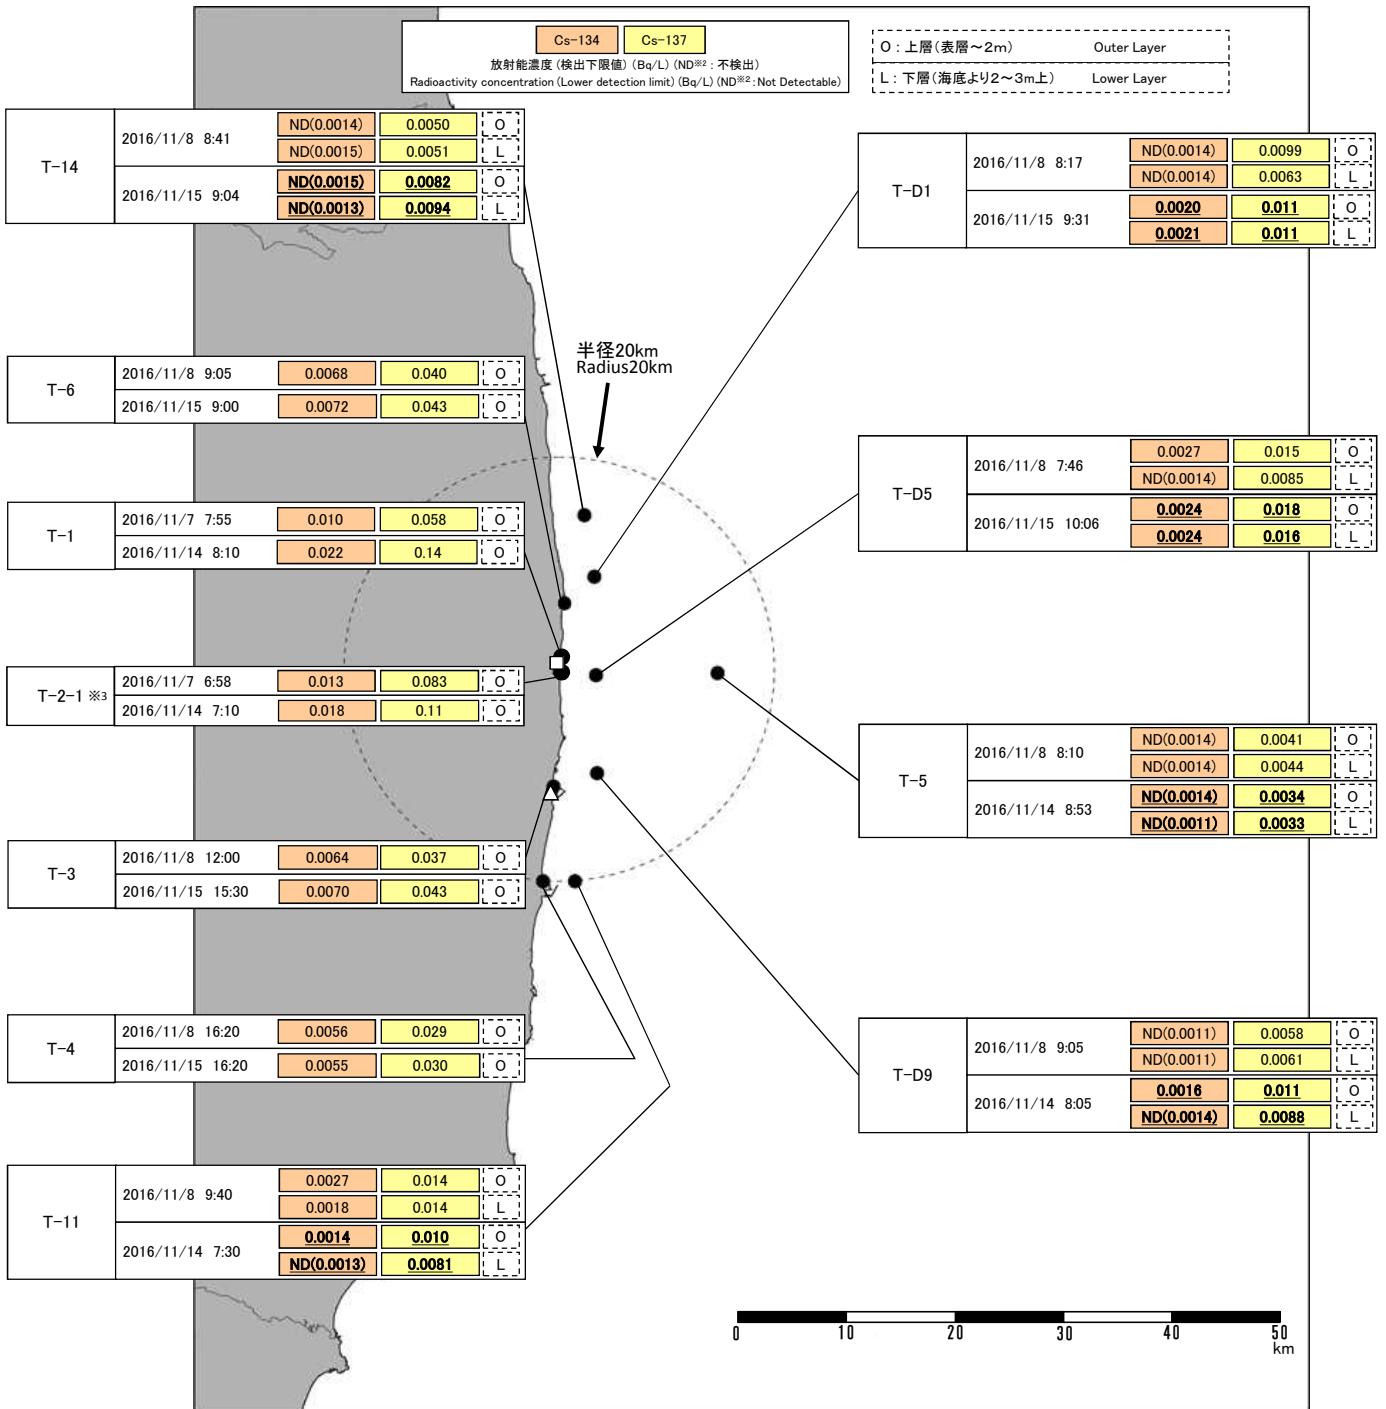 Cs-134 Cs-137
放射能濃度 (検出下限値) (Bq/L) (ND※2 : 不検出)
Radioactivity concentration (Lower detection limit) (Bq/L) (ND※2 : Not Detectable)
O : 上層(表層～2m) Outer Layer
L : 下層(海底より2～3m上) Lower Layer
T-14
2016/11/8 8:41
ND(0.0014) 0.0050 O
ND(0.0015) 0.0051 L
2016/11/15 9:04
ND(0.0015) 0.0082 O
ND(0.0013) 0.0094 L
T-D1
2016/11/8 8:17
ND(0.0014) 0.0099 O
ND(0.0014) 0.0063 L
2016/11/15 9:31
0.0020 0.011 O
0.0021 0.011 L
半径20km
Radius20km
T-6
2016/11/8 9:05 0.0068 0.040 O
2016/11/15 9:00 0.0072 0.043 O
T-D5
2016/11/8 7:46
0.0027 0.015 O
ND(0.0014) 0.0085 L
2016/11/15 10:06
0.0024 0.018 O
0.0024 0.016 L
T-1
2016/11/7 7:55 0.010 0.058 O
2016/11/14 8:10 0.022 0.14 O
T-2-1 ※3
2016/11/7 6:58 0.013 0.083 O
2016/11/14 7:10 0.018 0.11 O
T-5
2016/11/8 8:10
ND(0.0014) 0.0041 O
ND(0.0014) 0.0044 L
2016/11/14 8:53
ND(0.0014) 0.0034 O
ND(0.0011) 0.0033 L
T-3
2016/11/8 12:00 0.0064 0.037 O
2016/11/15 15:30 0.0070 0.043 O
T-4
2016/11/8 16:20 0.0056 0.029 O
2016/11/15 16:20 0.0055 0.030 O
T-D9
2016/11/8 9:05
ND(0.0011) 0.0058 O
ND(0.0011) 0.0061 L
2016/11/14 8:05
0.0016 0.011 O
ND(0.0014) 0.0088 L
T-11
2016/11/8 9:40
0.0027 0.014 O
0.0018 0.014 L
2016/11/14 7:30
0.0014 0.010 O
ND(0.0013) 0.0081 L
0 10 20 30 40 50
km